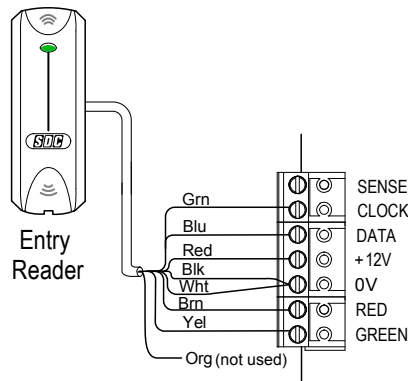 SDC
Entry
Reader
Grn
Blu
Red
Blk
Wht
Brn
Yel
Org (not used)
SENSE
CLOCK
DATA
+12V
0V
RED
GREEN